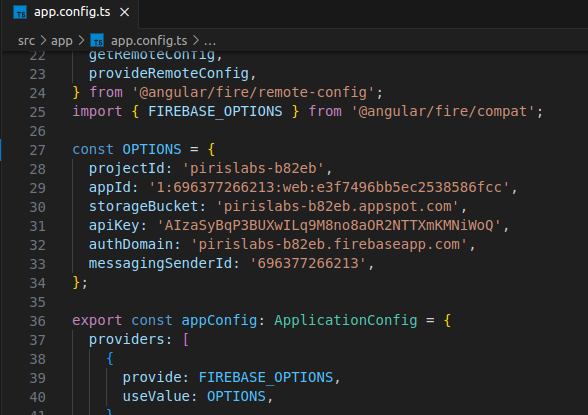 app.config.ts
src > app > app.config.ts > ...
22 getRemoteConfig,
23 provideRemoteConfig,
24 } from '@angular/fire/remote-config';
25 import { FIREBASE_OPTIONS } from '@angular/fire/compat';
26
27 const OPTIONS = {
28 projectId: 'pirislabs-b82eb',
29 appId: '1:696377266213:web:e3f7496bb5ec2538586fcc',
30 storageBucket: 'pirislabs-b82eb.appspot.com',
31 apiKey: 'AIzaSyBqP3BUXwILq9M8no8aOR2NTTXmKMNiWoQ',
32 authDomain: 'pirislabs-b82eb.firebaseapp.com',
33 messagingSenderId: '696377266213',
34 };
35
36 export const appConfig: ApplicationConfig = {
37 providers: [
38 {
39 provide: FIREBASE_OPTIONS,
40 useValue: OPTIONS,
41 }